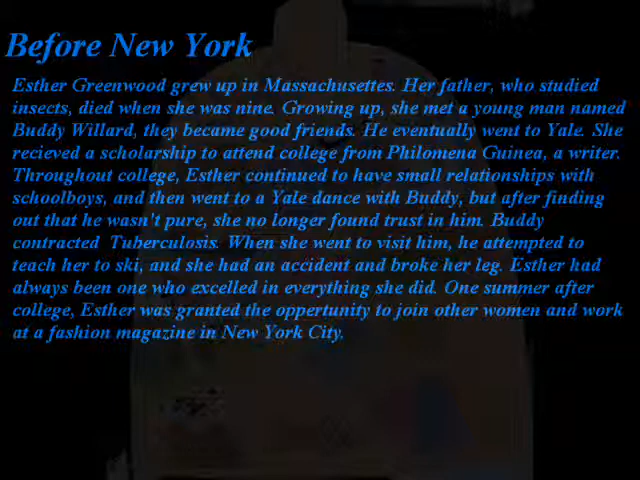 Before New York
Esther Greenwood grew up in Massachusettes. Her father, who studied
insects, died when she was nine. Growing up, she met a young man named
Buddy Willard, they became good friends. He eventually went to Yale. She
recieved a scholarship to attend college from Philomena Guinea, a writer.
Throughout college, Esther continued to have small relationships with
schoolboys, and then went to a Yale dance with Buddy, but after finding
out that he wasn't pure, she no longer found trust in him. Buddy
contracted Tuberculosis. When she went to visit him, he attempted to
teach her to ski, and she had an accident and broke her leg. Esther had
always been one who excelled in everything she did. One summer after
college, Esther was granted the oppertunity to join other women and work
at a fashion magazine in New York City.